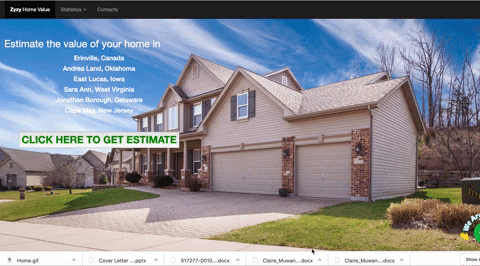 Zyzy Home Value Statistics Contacts
Estimate the value of your home in
Erinville, Canada
Andrea Land, Oklahoma
East Lucas, Iowa
Sara Ann, West Virginia
Jonathan Borough, Delaware
Cape May, New Jersey
CLICK HERE TO GET ESTIMATE
We Ar
Home.gif Cover Letter ....pptx 517277-0010....docx Claire_Muwan....docx Claire_Muwan....docx Show